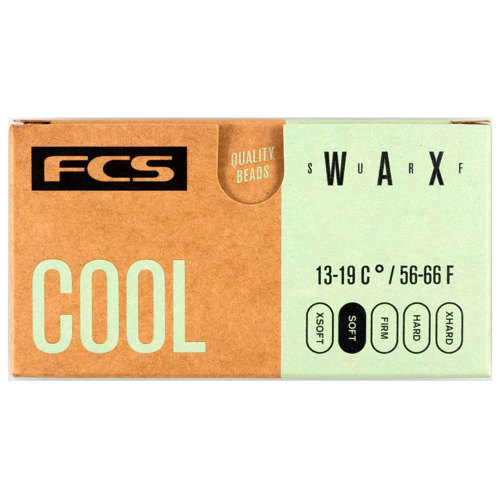 FCS
QUALITY
BEADS
COOL
S W U A R X F
13-19 C° / 56-66 F
XSOFT
SOFT
FIRM
HARD
XHARD